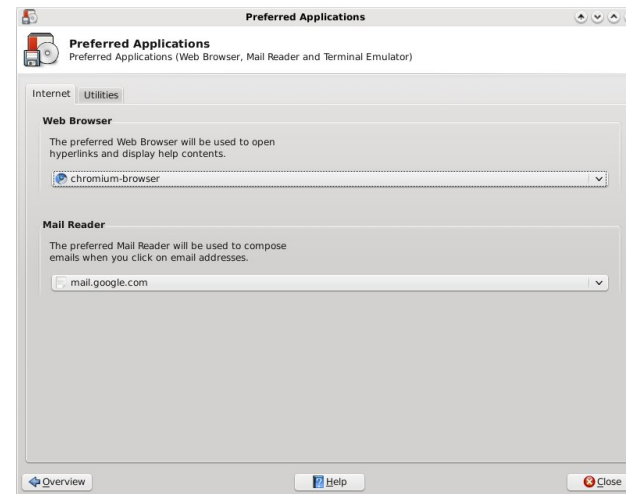 Preferred Applications
Preferred Applications
Preferred Applications (Web Browser, Mail Reader and Terminal Emulator)
Internet Utilities
Web Browser
The preferred Web Browser will be used to open
hyperlinks and display help contents.
chromium-browser
Mail Reader
The preferred Mail Reader will be used to compose
emails when you click on email addresses.
mail.google.com
Overview Help Close